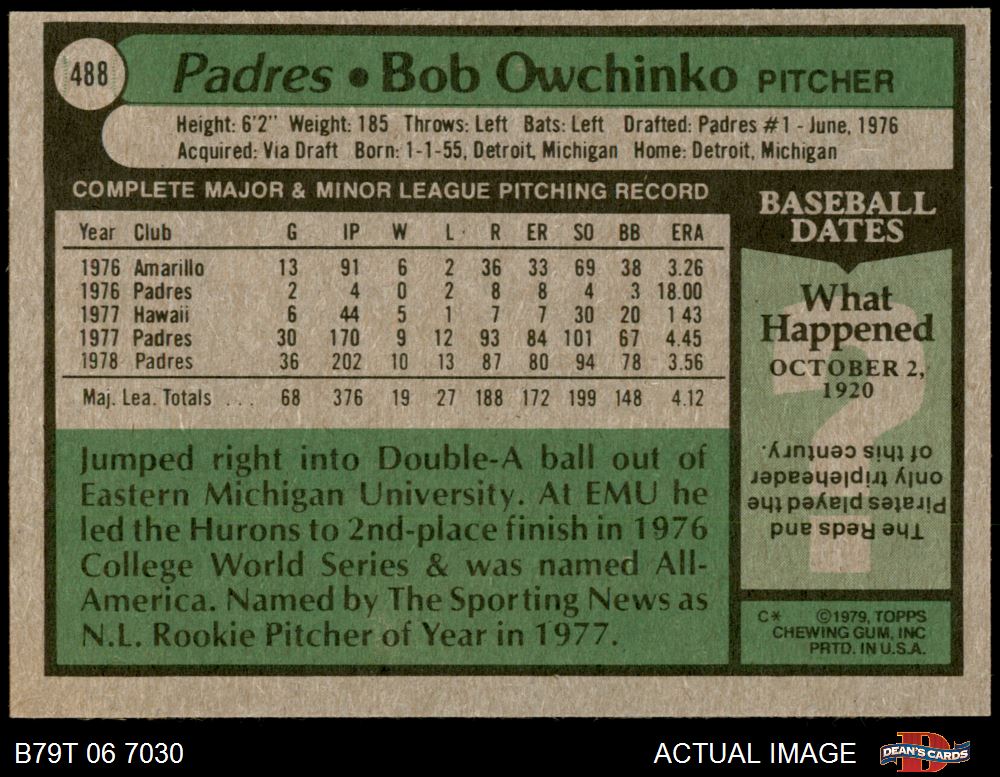 488
Padres • Bob Owchinko PITCHER
Height: 6'2" Weight: 185 Throws: Left Bats: Left Drafted: Padres #1 - June, 1976
Acquired: Via Draft Born: 1-1-55, Detroit, Michigan Home: Detroit, Michigan
COMPLETE MAJOR & MINOR LEAGUE PITCHING RECORD
Year Club G IP W L R ER SO BB ERA
1976 Amarillo 13 91 6 2 36 33 69 38 3.26
1976 Padres 2 4 0 2 8 8 4 3 18.00
1977 Hawaii 6 44 5 1 7 7 30 20 1 43
1977 Padres 30 170 9 12 93 84 101 67 4.45
1978 Padres 36 202 10 13 87 80 94 78 3.56
Maj. Lea. Totals . . . 68 376 19 27 188 172 199 148 4.12
Jumped right into Double-A ball out of
Eastern Michigan University. At EMU he
led the Hurons to 2nd-place finish in 1976
College World Series & was named All-
America. Named by The Sporting News as
N.L. Rookie Pitcher of Year in 1977.
BASEBALL
DATES
What
Happened
OCTOBER 2,
1920
?
The Reds and
Pirates played the
only tripleheader
of this century.
C* ©1979, TOPPS
CHEWING GUM, INC
PRTD. IN U.S.A.
B79T 06 7030
ACTUAL IMAGE
DEAN'S CARDS